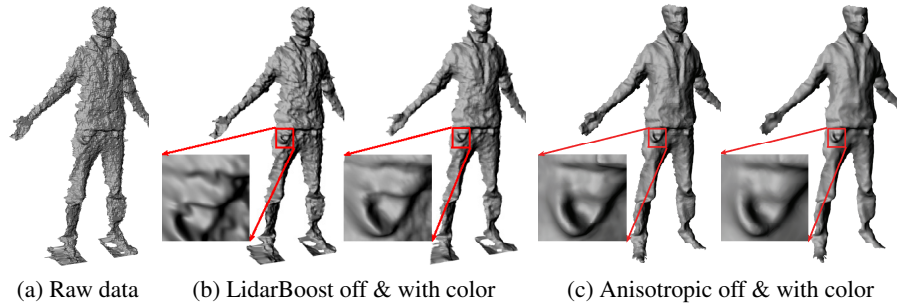 (a) Raw data
(b) LidarBoost off & with color
(c) Anisotropic off & with color